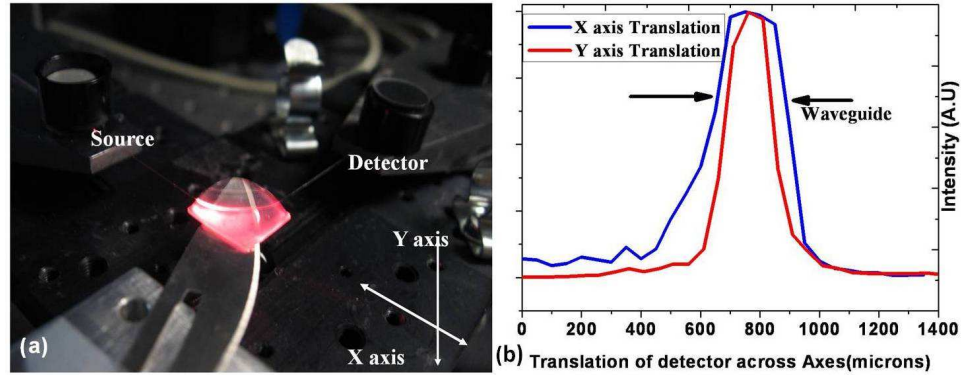 Source
Detector
Y axis
X axis
(a)
X axis Translation
Y axis Translation
Waveguide
Intensity (A.U)
0 200 400 600 800 1000 1200 1400
(b)
Translation of detector across Axes(microns)